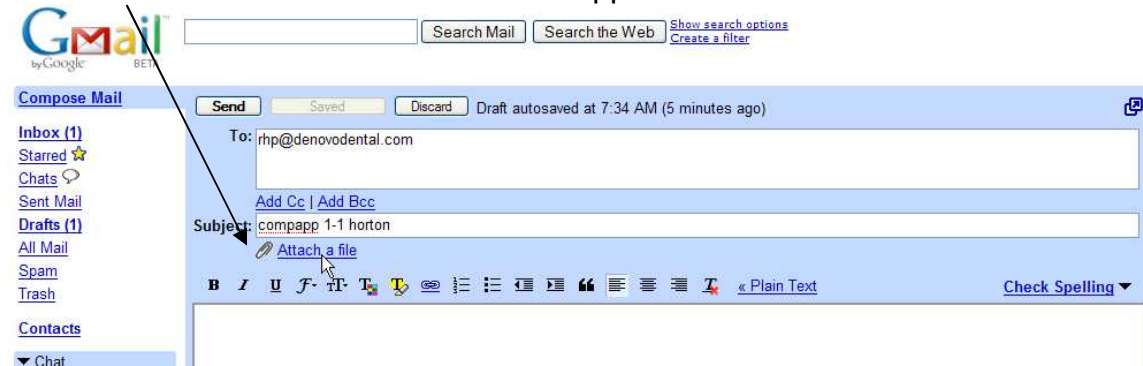 pp
Gmail™ Search Mail Search the Web Show search options
by Google BETA Create a filter
Compose Mail
Send Saved Discard Draft autosaved at 7:34 AM (5 minutes ago)
Inbox (1)
To: rhp@denovodental.com
Starred
Chats
Sent Mail
Add Cc | Add Bcc
Drafts (1)
Subject: compapp 1-1 horton
All Mail
Attach a file
Spam
Trash
B I U F T T T « Plain Text Check Spelling
Contacts
Chat